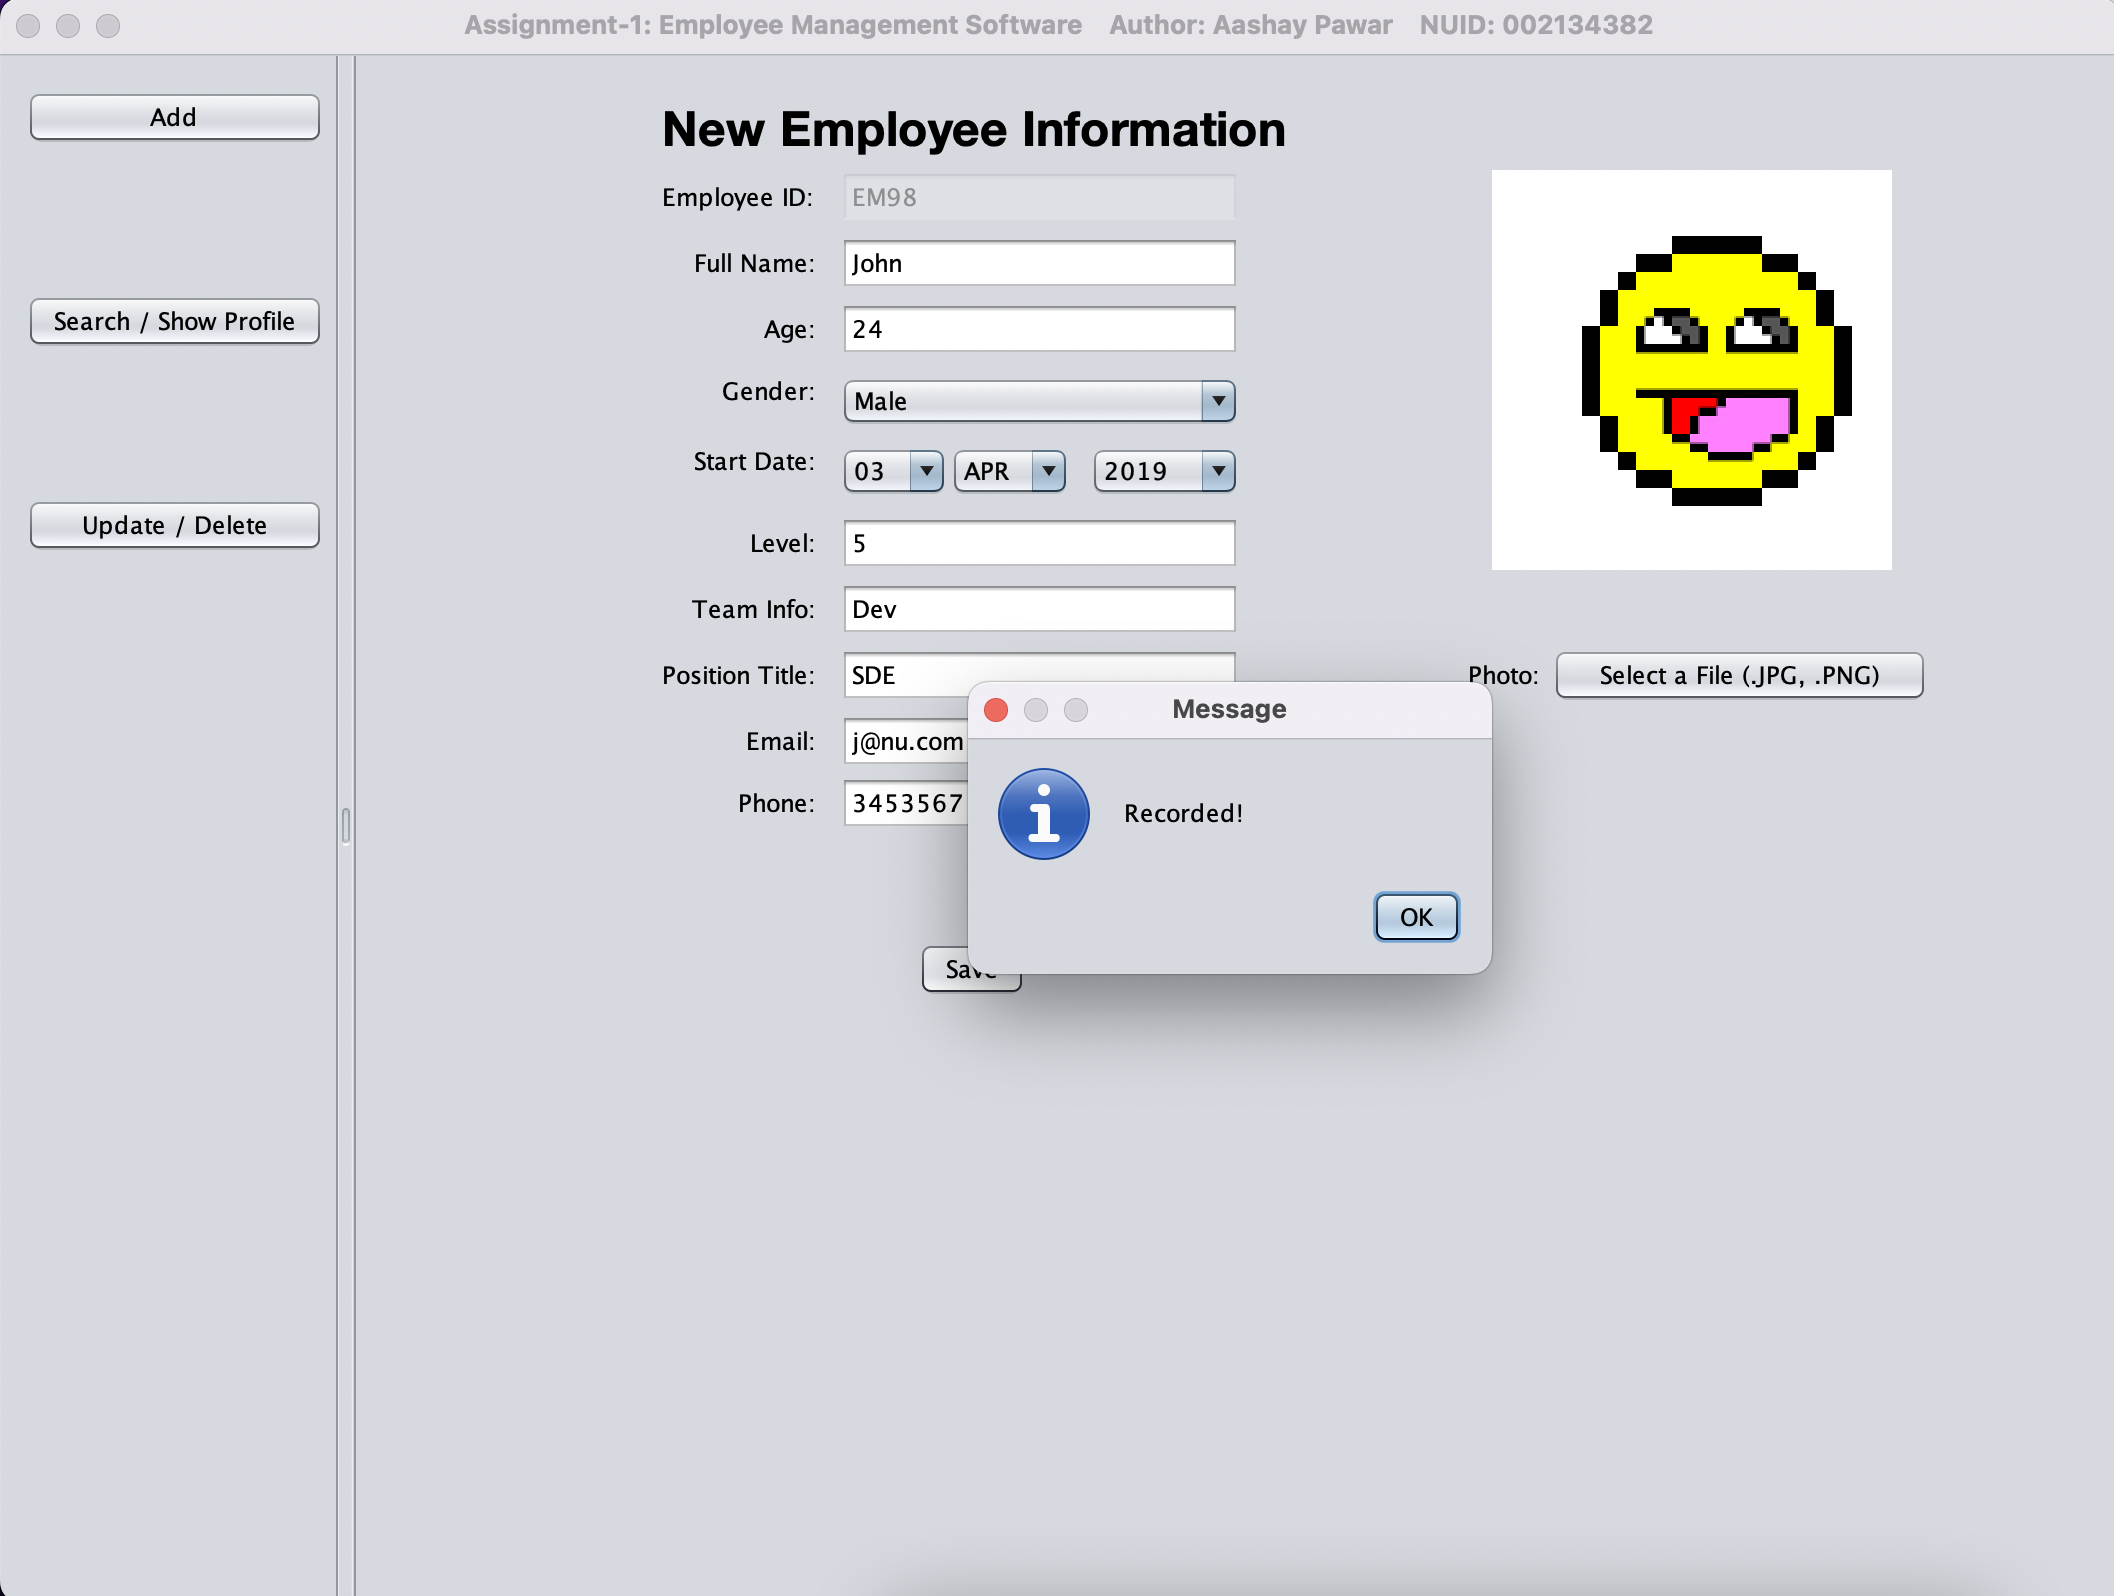 Assignment-1: Employee Management Software Author: Aashay Pawar NUID: 002134382
Add
Search / Show Profile
Update / Delete
New Employee Information
Employee ID: EM98
Full Name: John
Age: 24
Gender: Male
Start Date: 03 APR 2019
Level: 5
Team Info: Dev
Position Title: SDE
Photo: Select a File (.JPG, .PNG)
Email: j@nu.com
Phone: 3453567
Message
Recorded!
OK
Save